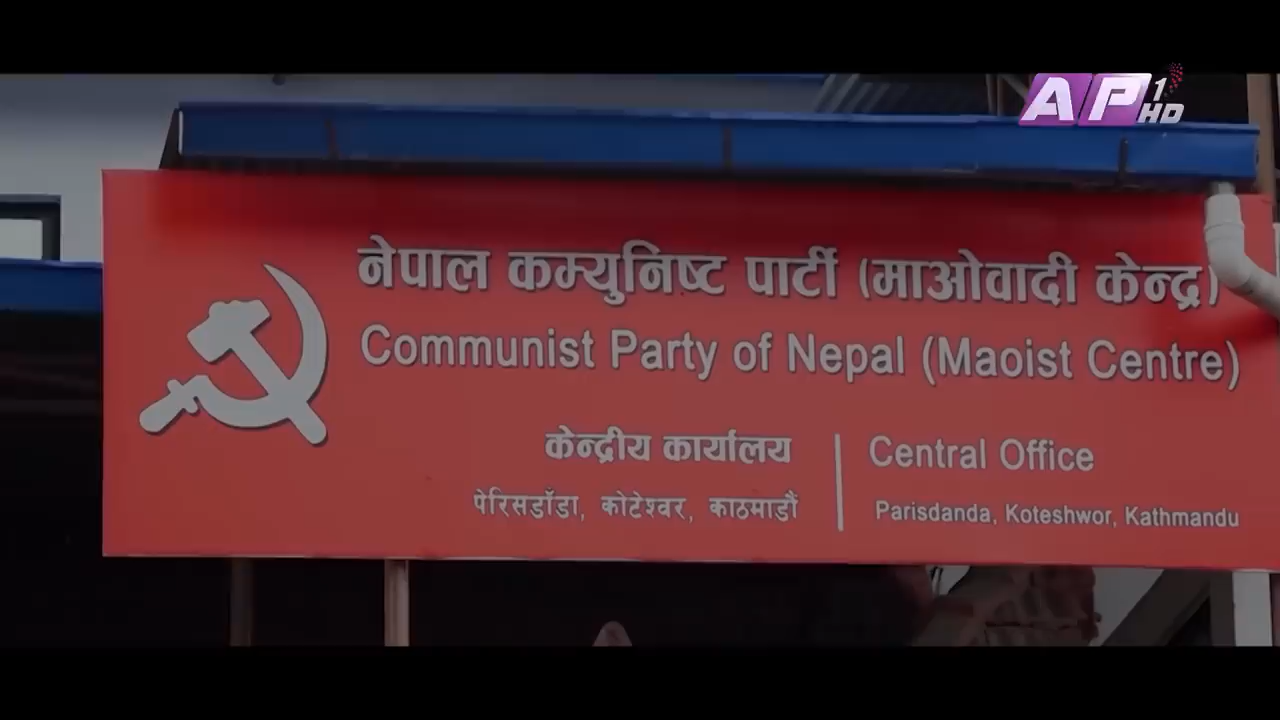 AP1 HD
नेपाल कम्युनिष्ट पार्टी (माओवादी केन्द्र)
Communist Party of Nepal (Maoist Centre)
केन्द्रीय कार्यालय
पेरिसडाँडा, कोटेश्वर, काठमाडौं
Central Office
Parisdanda, Koteshwor, Kathmandu